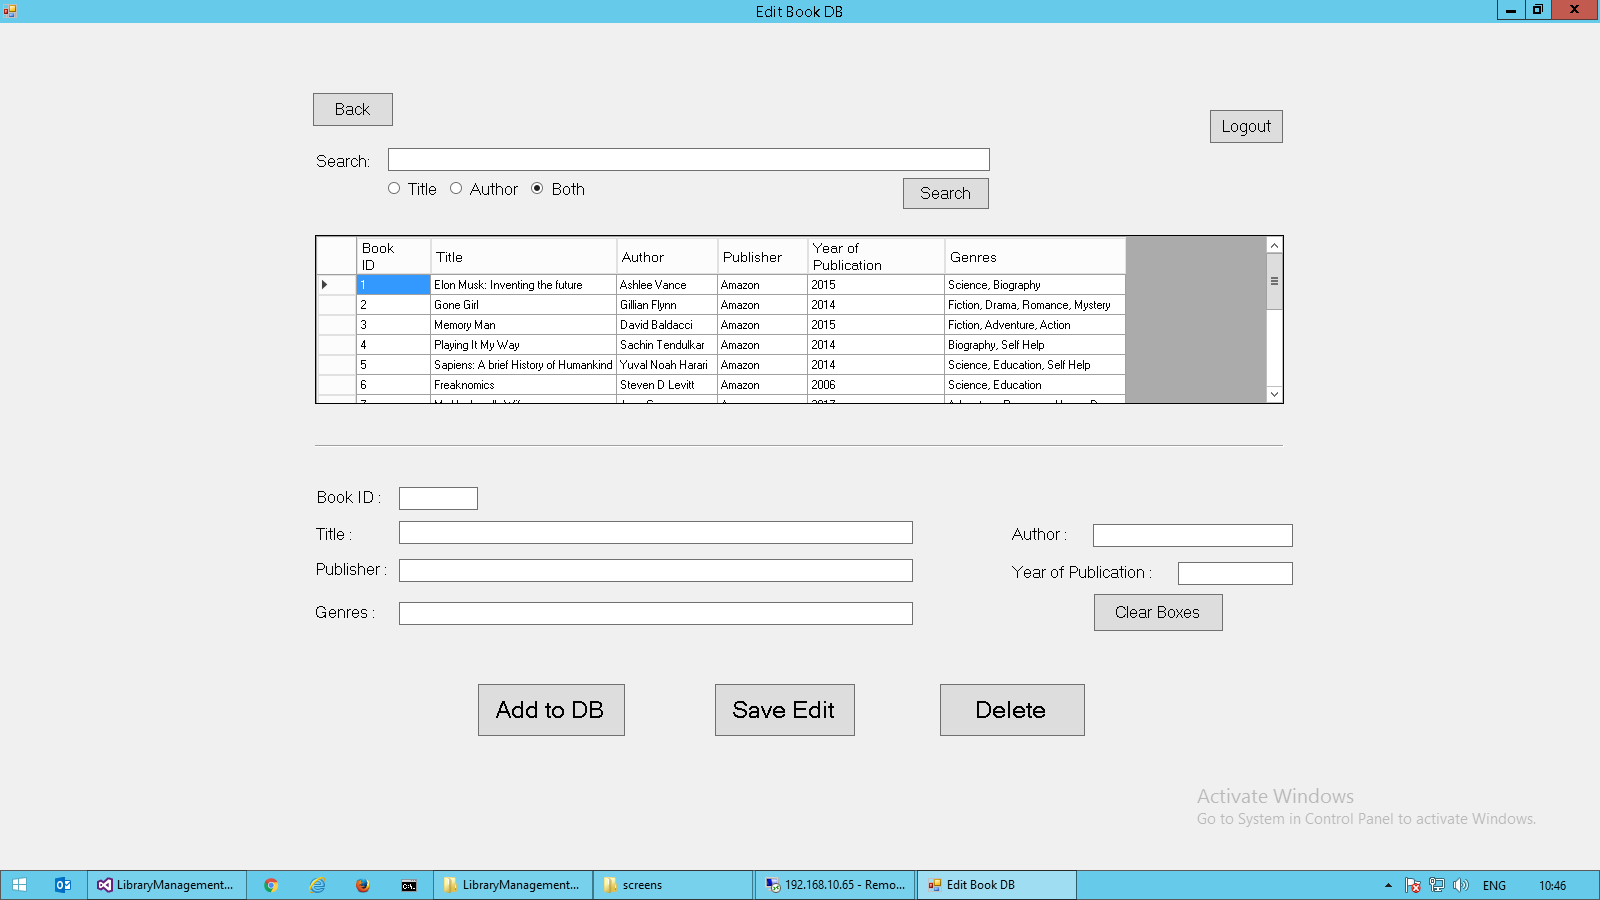 Edit Book DB
Back
Logout
Search:
Title Author Both
Search
Book ID Title Author Publisher Year of Publication Genres
1 Elon Musk: Inventing the future Ashlee Vance Amazon 2015 Science, Biography
2 Gone Girl Gillian Flynn Amazon 2014 Fiction, Drama, Romance, Mystery
3 Memory Man David Baldacci Amazon 2015 Fiction, Adventure, Action
4 Playing It My Way Sachin Tendulkar Amazon 2014 Biography, Self Help
5 Sapiens: A brief History of Humankind Yuval Noah Harari Amazon 2014 Science, Education, Self Help
6 Freaknomics Steven D Levitt Amazon 2006 Science, Education
Book ID :
Title :
Author :
Publisher :
Year of Publication :
Genres :
Clear Boxes
Add to DB Save Edit Delete
Activate Windows
Go to System in Control Panel to activate Windows.
LibraryManagement... LibraryManagement... screens 192.168.10.65 - Remo... Edit Book DB ENG 10:46